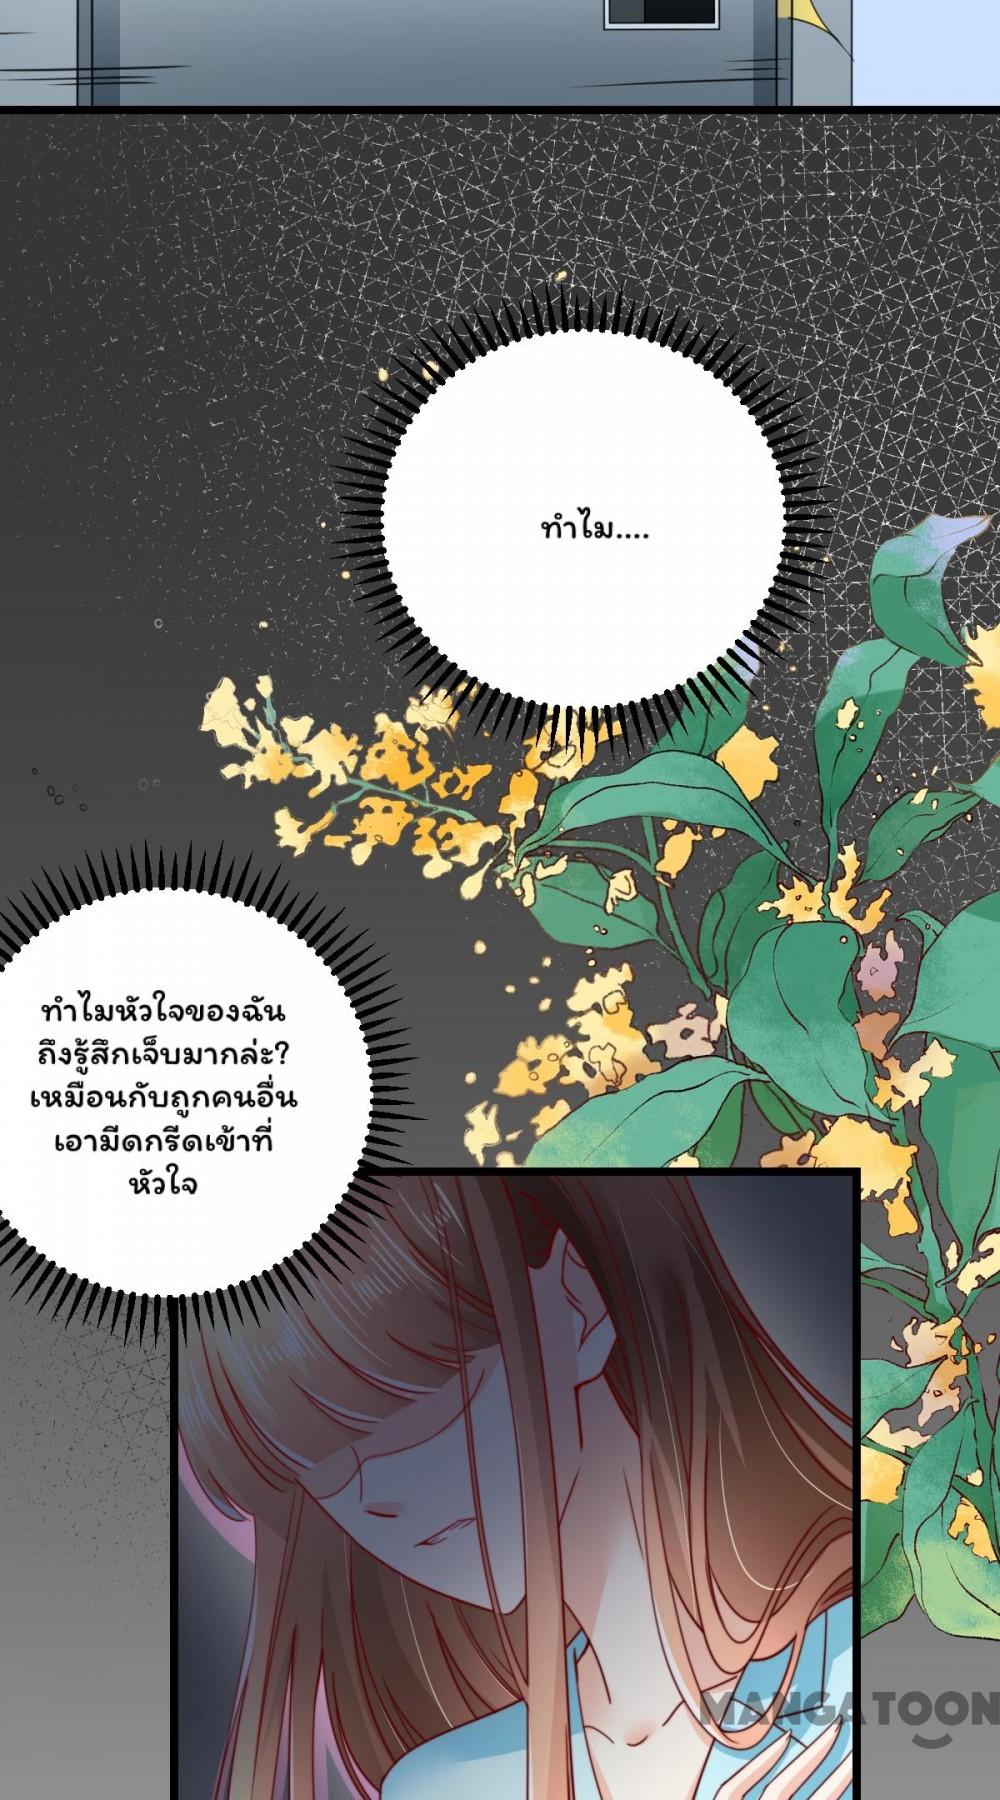 ทำไม....
ทำไมหัวใจของฉัน
ถึงรู้สึกเจ็บมากล่ะ?
เหมือนกับถูกคนอื่น
เอามีดกรีดเข้าที่
หัวใจ
MANGATOON